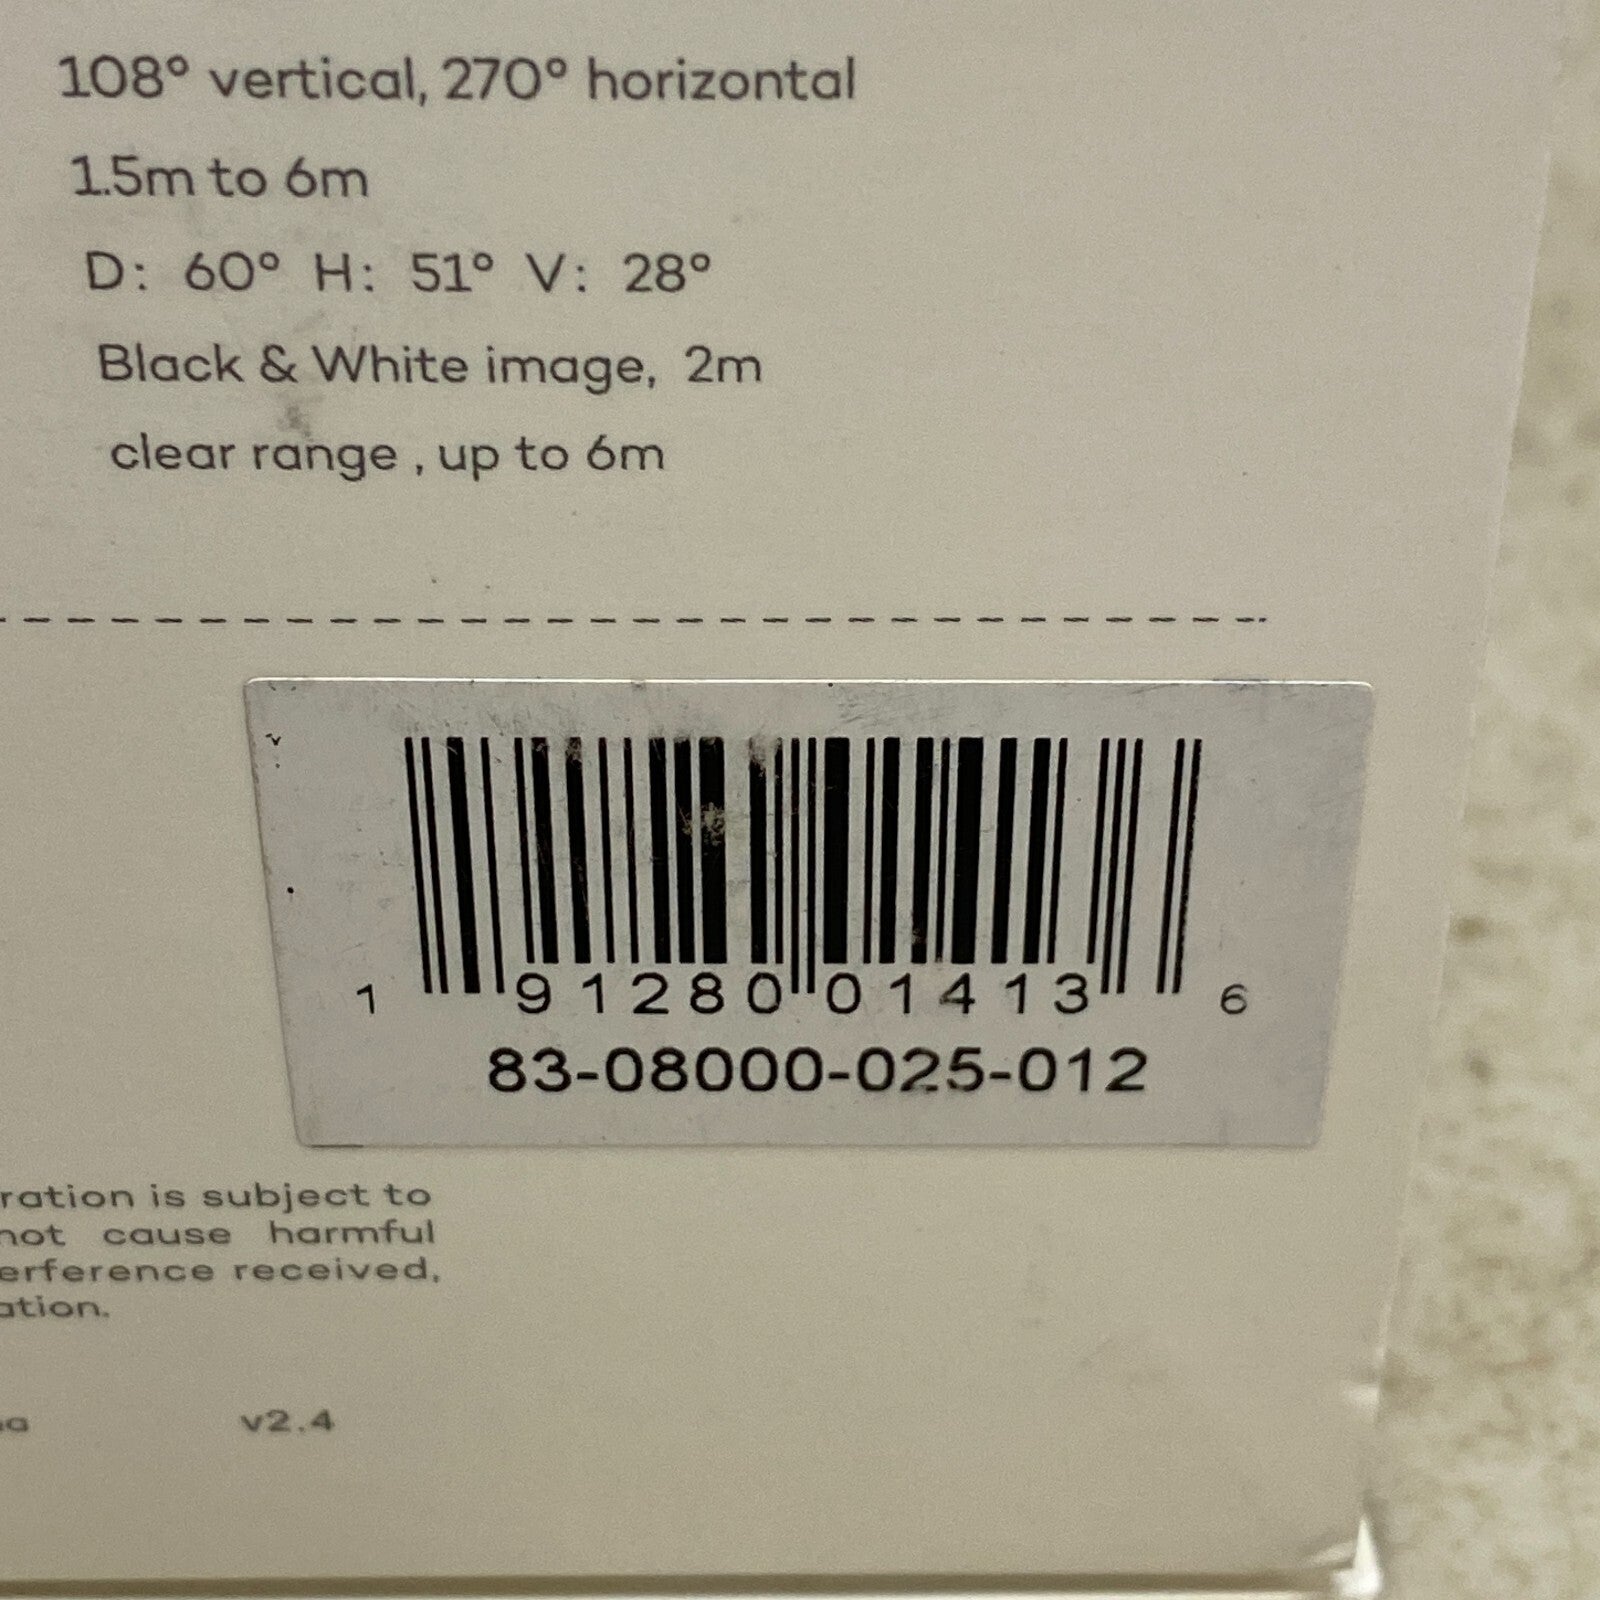 108° vertical, 270° horizontal
1.5m to 6m
D: 60° H: 51° V: 28°
Black & White image, 2m
clear range , up to 6m
1 91280 01413 6
83-08000-025-012
ration is subject to
not cause harmful
erference received,
ation.
v2.4